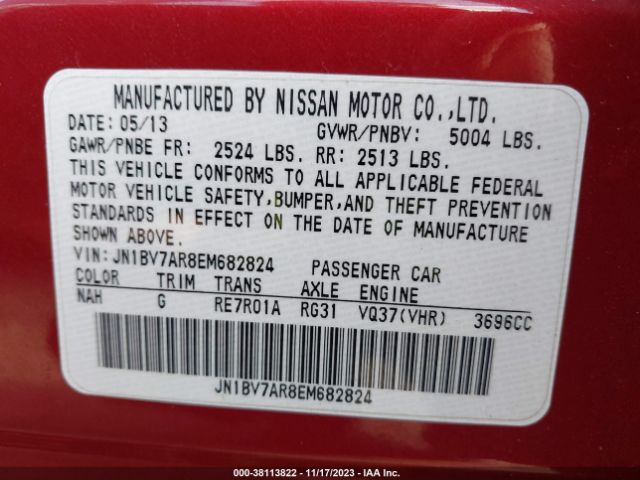 MANUFACTURED BY NISSAN MOTOR CO.,LTD.
DATE: 05/13 GVWR/PNBV: 5004 LBS.
GAWR/PNBE FR: 2524 LBS. RR: 2513 LBS.
THIS VEHICLE CONFORMS TO ALL APPLICABLE FEDERAL
MOTOR VEHICLE SAFETY,BUMPER,AND THEFT PREVENTION
STANDARDS IN EFFECT ON THE DATE OF MANUFACTURE
SHOWN ABOVE.
VIN:JN1BV7AR8EM682824 PASSENGER CAR
COLOR TRIM TRANS AXLE ENGINE
NAH G RE7R01A RG31 VQ37(VHR) 3696CC
JN1BV7AR8EM682824
000-38113822 - 11/17/2023 - IAA Inc.